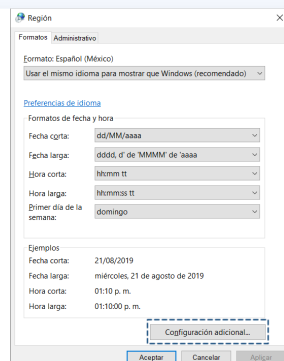 Región
Formatos Administrativo
Formato: Español (México)
Usar el mismo idioma para mostrar que Windows (recomendado)
Preferencias de idioma
Formatos de fecha y hora
Fecha corta: dd/MM/aaaa
Fecha larga: dddd, d' de 'MMMM' de 'aaaa
Hora corta: hh:mm tt
Hora larga: hh:mm:ss tt
Primer día de la
semana: domingo
Ejemplos
Fecha corta: 21/08/2019
Fecha larga: miércoles, 21 de agosto de 2019
Hora corta: 01:10 p. m.
Hora larga: 01:10:00 p. m.
Configuración adicional...
Aceptar Cancelar Aplicar